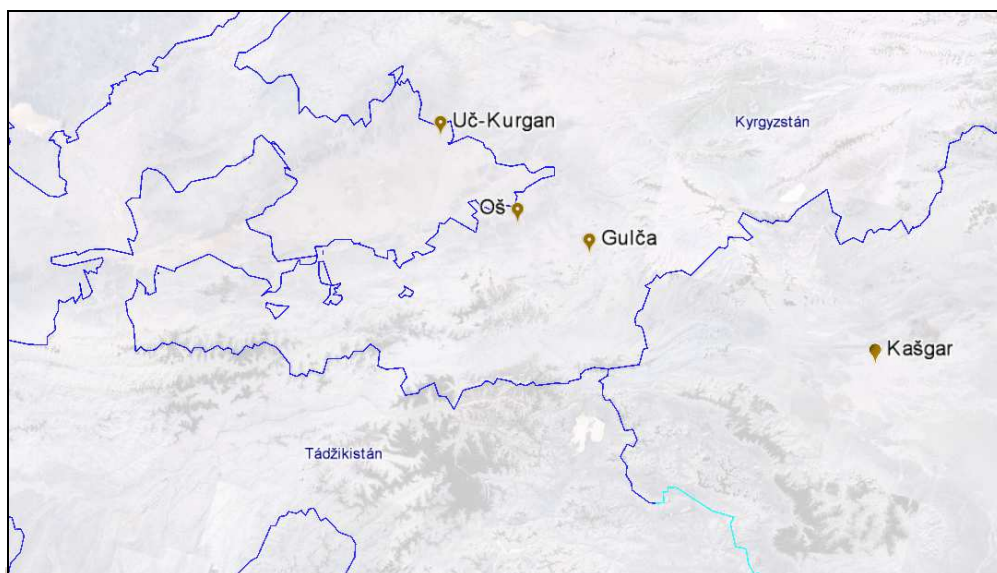 Uč-Kurgan
Kyrgyzstán
Oš
Gulča
Kašgar
Tádžikistán